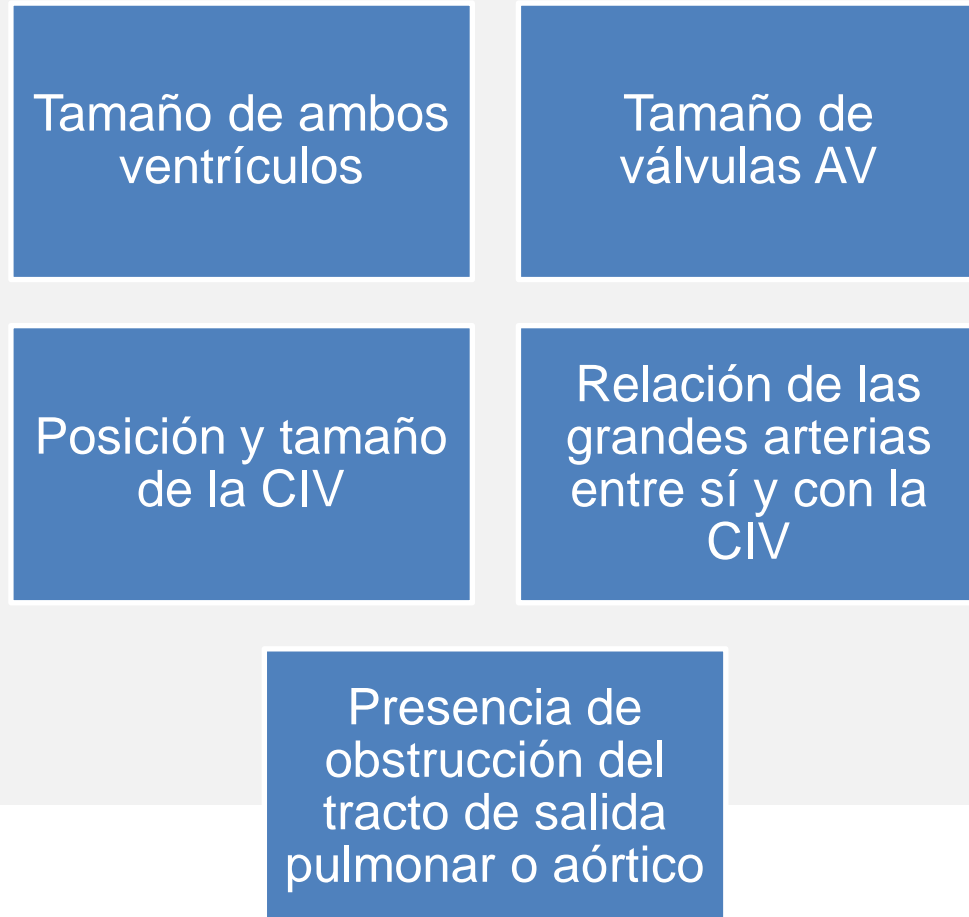 Tamaño de ambos
ventrículos
Tamaño de
válvulas AV
Posición y tamaño
de la CIV
Relación de las
grandes arterias
entre sí y con la
CIV
Presencia de
obstrucción del
tracto de salida
pulmonar o aórtico